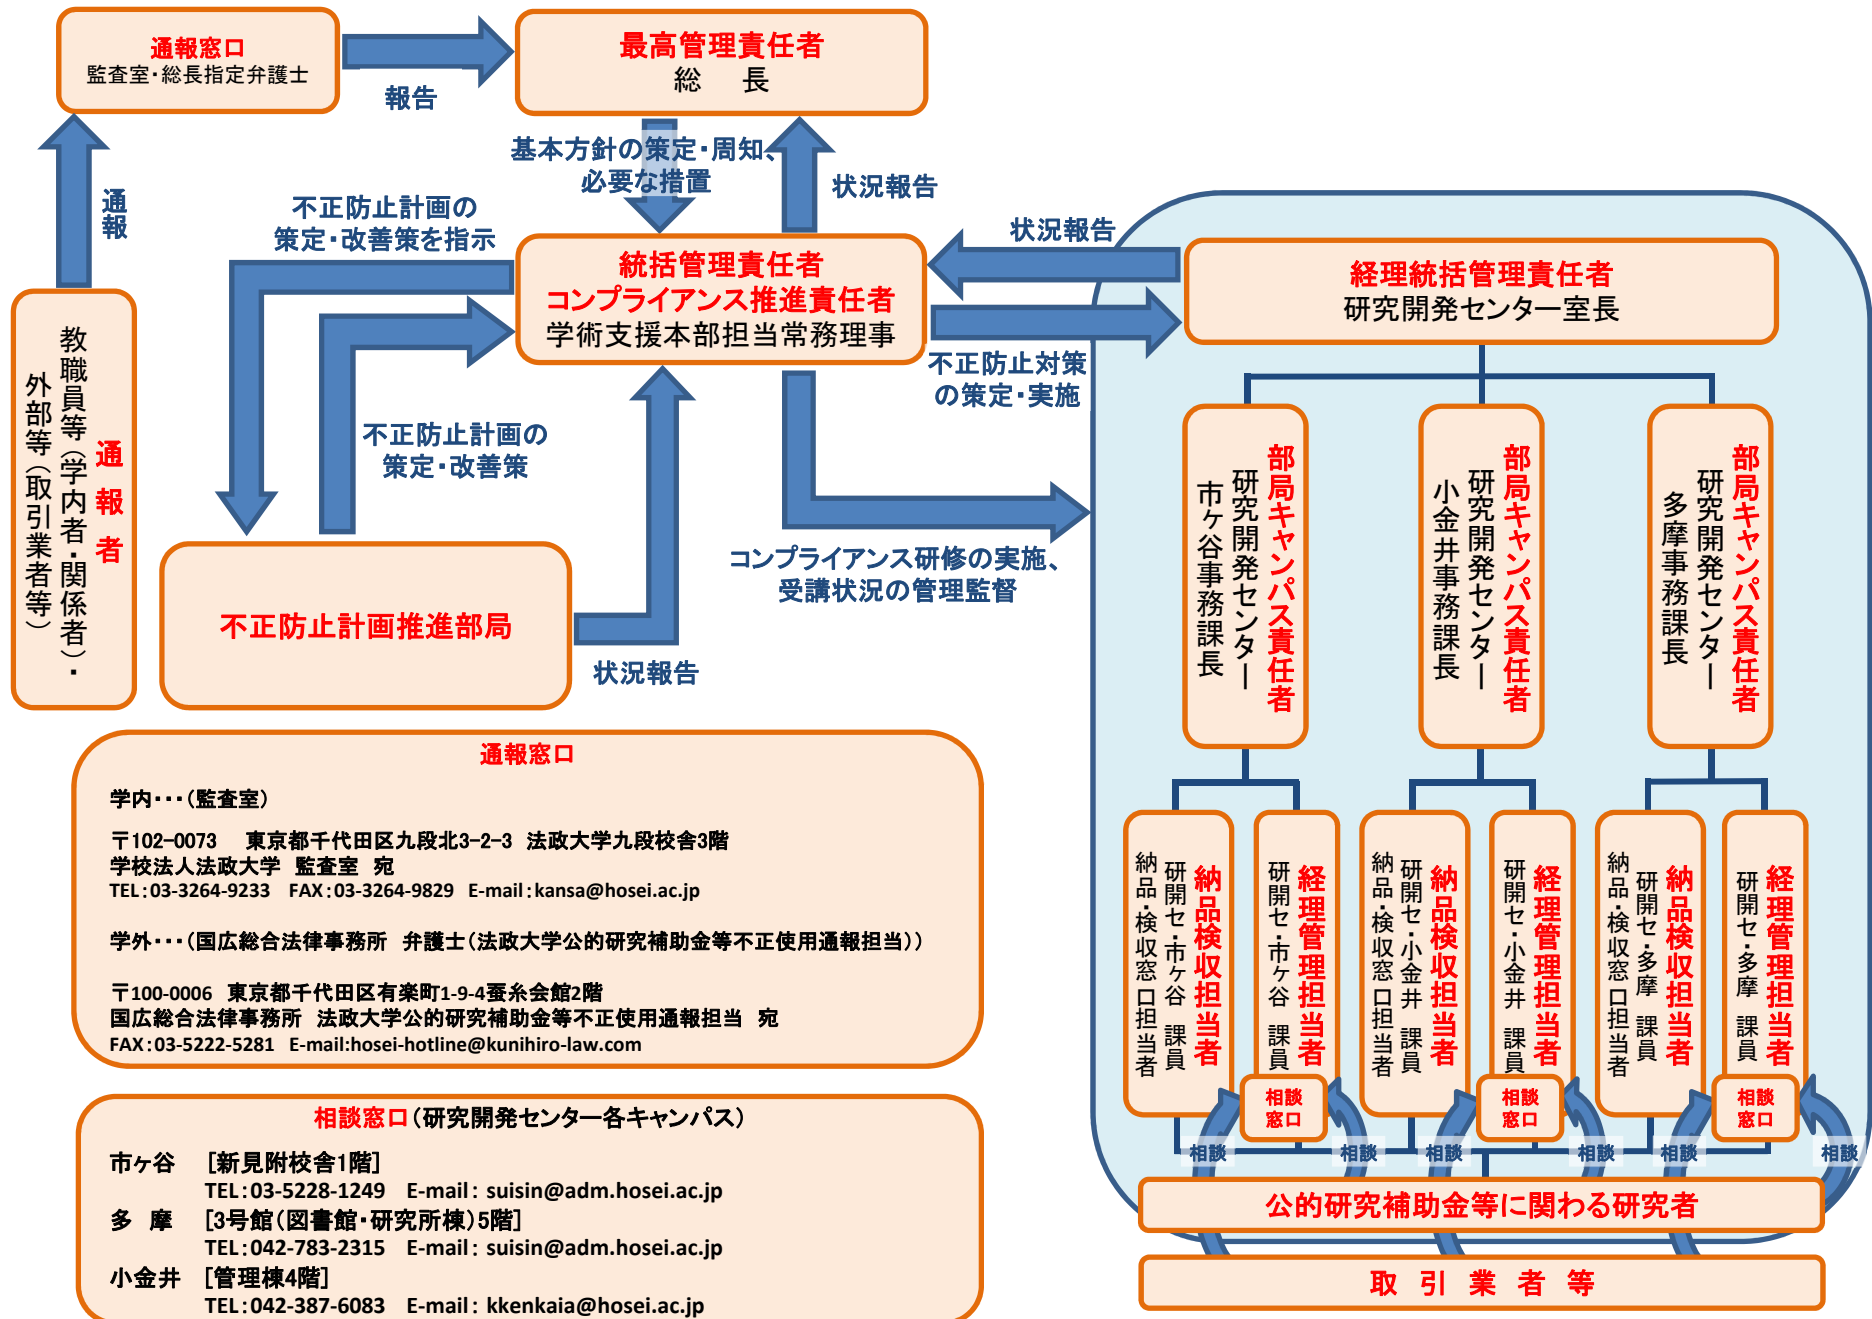 通報窓口
監査室・総長指定弁護士
報告
最高管理責任者
総　長
通報
基本方針の策定・周知、
必要な措置
状況報告
不正防止計画の
策定・改善策を指示
統括管理責任者
コンプライアンス推進責任者
学術支援本部担当常務理事
状況報告
不正防止対策
の策定・実施
経理統括管理責任者
研究開発センター室長
通報者
教職員等（学内者・関係者）・
外部等（取引業者等）
不正防止計画の
策定・改善策
コンプライアンス研修の実施、
受講状況の管理監督
不正防止計画推進部局
状況報告
部局キャンパス責任者
研究開発センター
市ヶ谷事務課長
部局キャンパス責任者
研究開発センター
小金井事務課長
部局キャンパス責任者
研究開発センター
多摩事務課長
納品検収担当者
研開セ・市ヶ谷 課員
納品・検収窓口担当者
経理管理担当者
研開セ・市ヶ谷 課員
納品検収担当者
研開セ・小金井 課員
納品・検収窓口担当者
経理管理担当者
研開セ・小金井 課員
納品検収担当者
研開セ・多摩 課員
納品・検収窓口担当者
経理管理担当者
研開セ・多摩 課員
相談
窓口
相談
窓口
相談
窓口
相談
相談
相談
相談
相談
相談
公的研究補助金等に関わる研究者
取引業者等
通報窓口
学内・・・（監査室）
〒102-0073　東京都千代田区九段北3-2-3 法政大学九段校舎3階
学校法人法政大学 監査室 宛
TEL：03-3264-9233　FAX：03-3264-9829　E-mail：kansa@hosei.ac.jp
学外・・・（国広総合法律事務所 弁護士（法政大学公的研究補助金等不正使用通報担当））
〒100-0006 東京都千代田区有楽町1-9-4蚕糸会館2階
国広総合法律事務所 法政大学公的研究補助金等不正使用通報担当 宛
FAX：03-5222-5281　E-mail:hosei-hotline@kunihiro-law.com
相談窓口（研究開発センター各キャンパス）
市ヶ谷　［新見附校舎1階］
TEL：03-5228-1249　E-mail： suisin@adm.hosei.ac.jp
多　摩　［3号館（図書館・研究所棟）5階］
TEL：042-783-2315　E-mail： suisin@adm.hosei.ac.jp
小金井　［管理棟4階］
TEL：042-387-6083　E-mail： kkenkaia@hosei.ac.jp